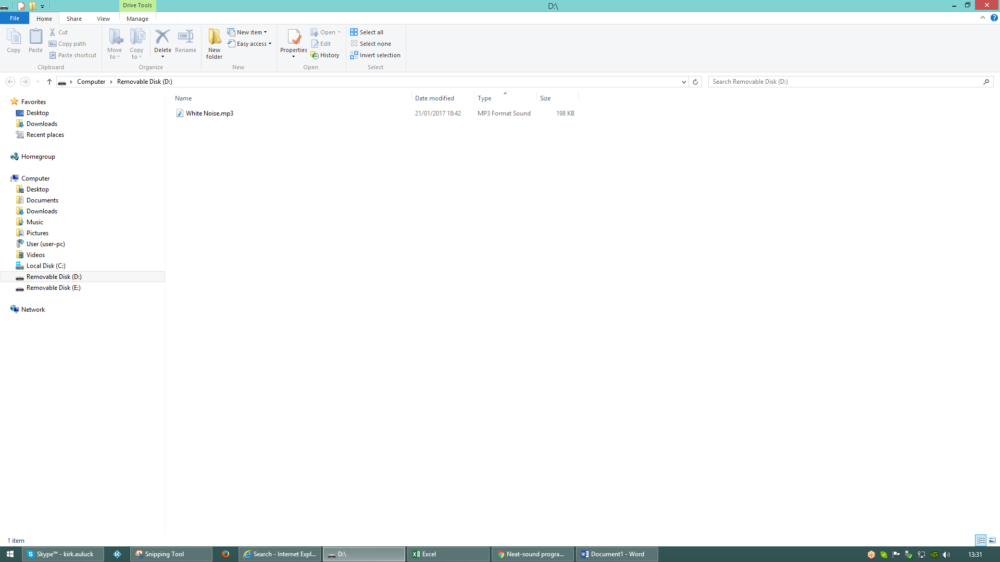 Drive Tools
D:\
File Home Share View Manage
Copy
Paste
Cut
Copy path
Paste shortcut
Clipboard
Move to
Copy to
Delete
Rename
Organize
New folder
New item
Easy access
New
Properties
Open
Edit
History
Open
Select all
Select none
Invert selection
Select
Computer Removable Disk (D:)
Search Removable Disk (D:)
Name Date modified Type Size
White Noise.mp3 21/01/2017 18:42 MP3 Format Sound 198 KB
Favorites
Desktop
Downloads
Recent places
Homegroup
Computer
Desktop
Documents
Downloads
Music
Pictures
User (user-pc)
Videos
Local Disk (C:)
Removable Disk (D:)
Removable Disk (E:)
Network
1 item
Skype™ - kirk.auluck
Snipping Tool
Search - Internet Expl...
D:\
Excel
Neat-sound progra...
Document1 - Word
13:31